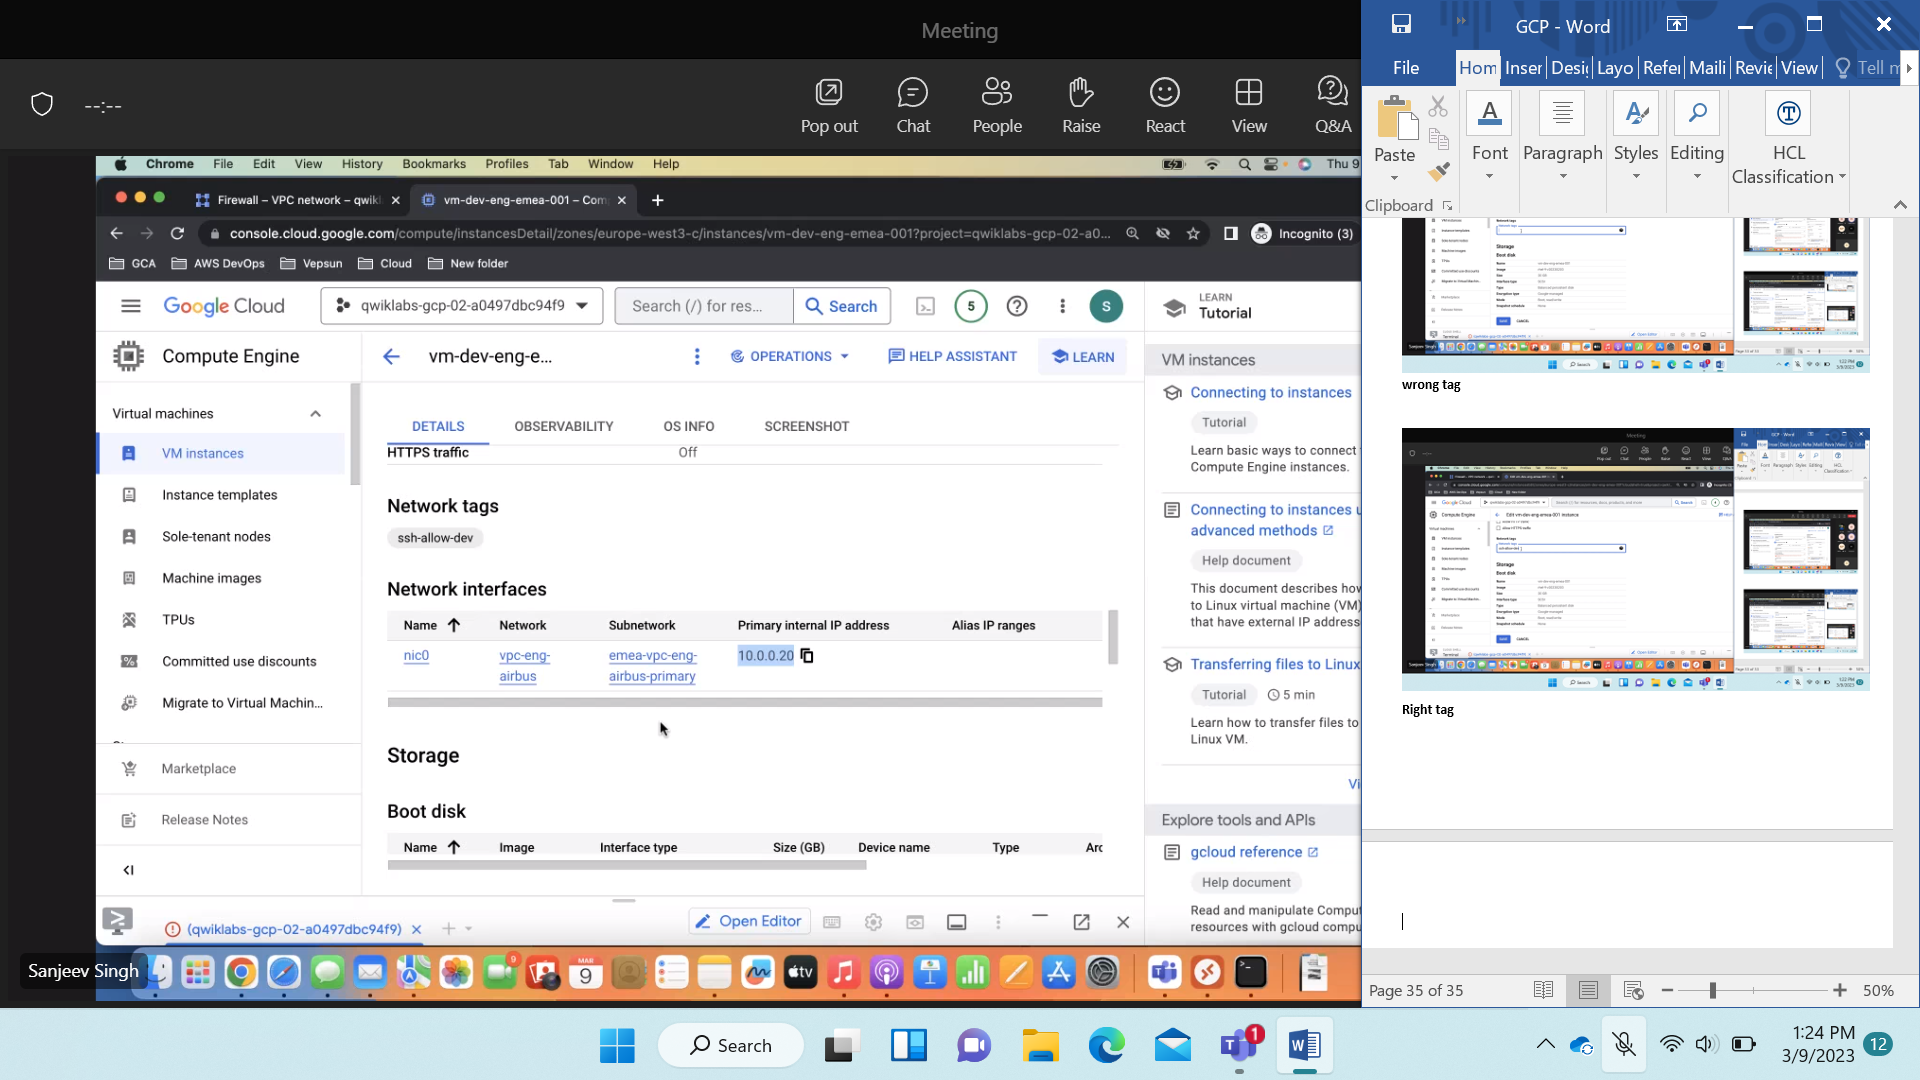 Meeting
--:--
Pop out
Chat
People
Raise
React
View
Q&A
Chrome File Edit View History Bookmarks Profiles Tab Window Help
Thu 9
Firewall – VPC network – qwikl
vm-dev-eng-emea-001 – Com
console.cloud.google.com/compute/instancesDetail/zones/europe-west3-c/instances/vm-dev-eng-emea-001?project=qwiklabs-gcp-02-a0...
Incognito (3)
GCA AWS DevOps Vepsun Cloud New folder
Google Cloud
qwiklabs-gcp-02-a0497dbc94f9
Search (/) for res...
Search
5
S
LEARN
Tutorial
Compute Engine
vm-dev-eng-e...
OPERATIONS
HELP ASSISTANT
LEARN
Virtual machines
VM instances
Instance templates
Sole-tenant nodes
Machine images
TPUs
Committed use discounts
Migrate to Virtual Machin...
Marketplace
Release Notes
DETAILS OBSERVABILITY OS INFO SCREENSHOT
HTTPS traffic Off
Network tags
ssh-allow-dev
Network interfaces
Name Network Subnetwork Primary internal IP address Alias IP ranges
nic0 vpc-eng- emea-vpc-eng- 10.0.0.20
airbus airbus-primary
Storage
Boot disk
Name Image Interface type Size (GB) Device name Type Arc
VM instances
Connecting to instances
Tutorial
Learn basic ways to connect
Compute Engine instances.
Connecting to instances u
advanced methods
Help document
This document describes how
to Linux virtual machine (VM)
that have external IP address
Transferring files to Linux
Tutorial 5 min
Learn how to transfer files to
Linux VM.
Vi
Explore tools and APIs
gcloud reference
Help document
Read and manipulate Comput
resources with gcloud compu
(qwiklabs-gcp-02-a0497dbc94f9)
Open Editor
Sanjeev Singh
9
MAR
9
tv
GCP - Word
File Hom Inser Desig Layo Refer Maili Revie View Tell m
Paste
Font
Paragraph
Styles
Editing
HCL
Classification
Clipboard
wrong tag
Right tag
Page 35 of 35
50%
Search
1
1:24 PM
3/9/2023
12